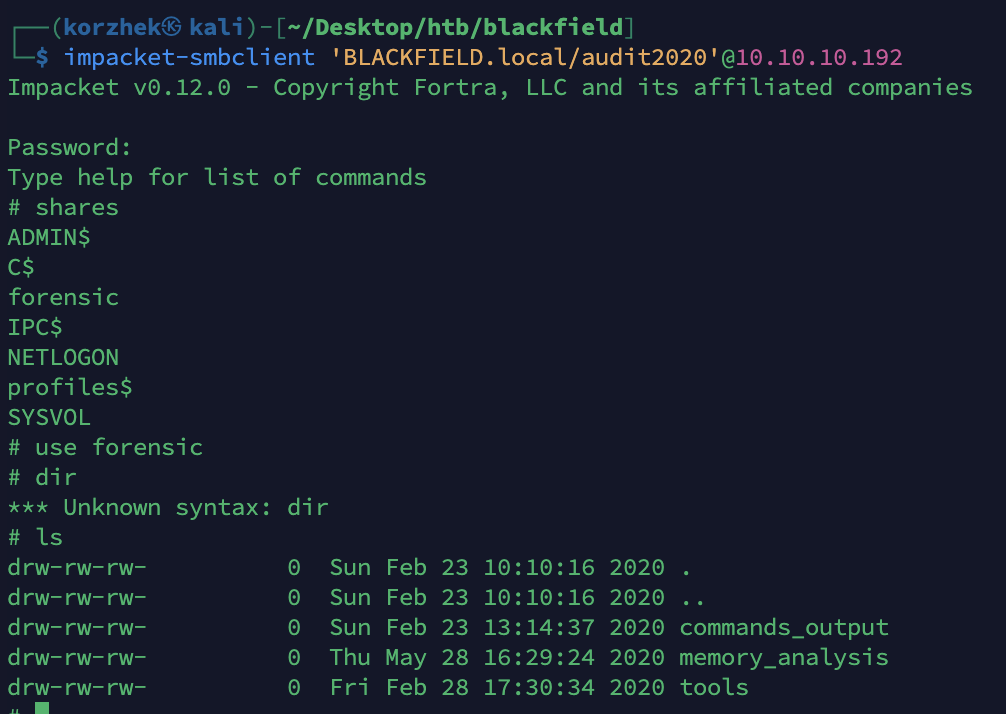 ┌──(korzhek㉿kali)-[~/Desktop/htb/blackfield]
└─$ impacket-smbclient 'BLACKFIELD.local/audit2020'@10.10.10.192
Impacket v0.12.0 - Copyright Fortra, LLC and its affiliated companies
Password:
Type help for list of commands
# shares
ADMIN$
C$
forensic
IPC$
NETLOGON
profiles$
SYSVOL
# use forensic
# dir
*** Unknown syntax: dir
# ls
drw-rw-rw-          0  Sun Feb 23 10:10:16 2020 .
drw-rw-rw-          0  Sun Feb 23 10:10:16 2020 ..
drw-rw-rw-          0  Sun Feb 23 13:14:37 2020 commands_output
drw-rw-rw-          0  Thu May 28 16:29:24 2020 memory_analysis
drw-rw-rw-          0  Fri Feb 28 17:30:34 2020 tools
#